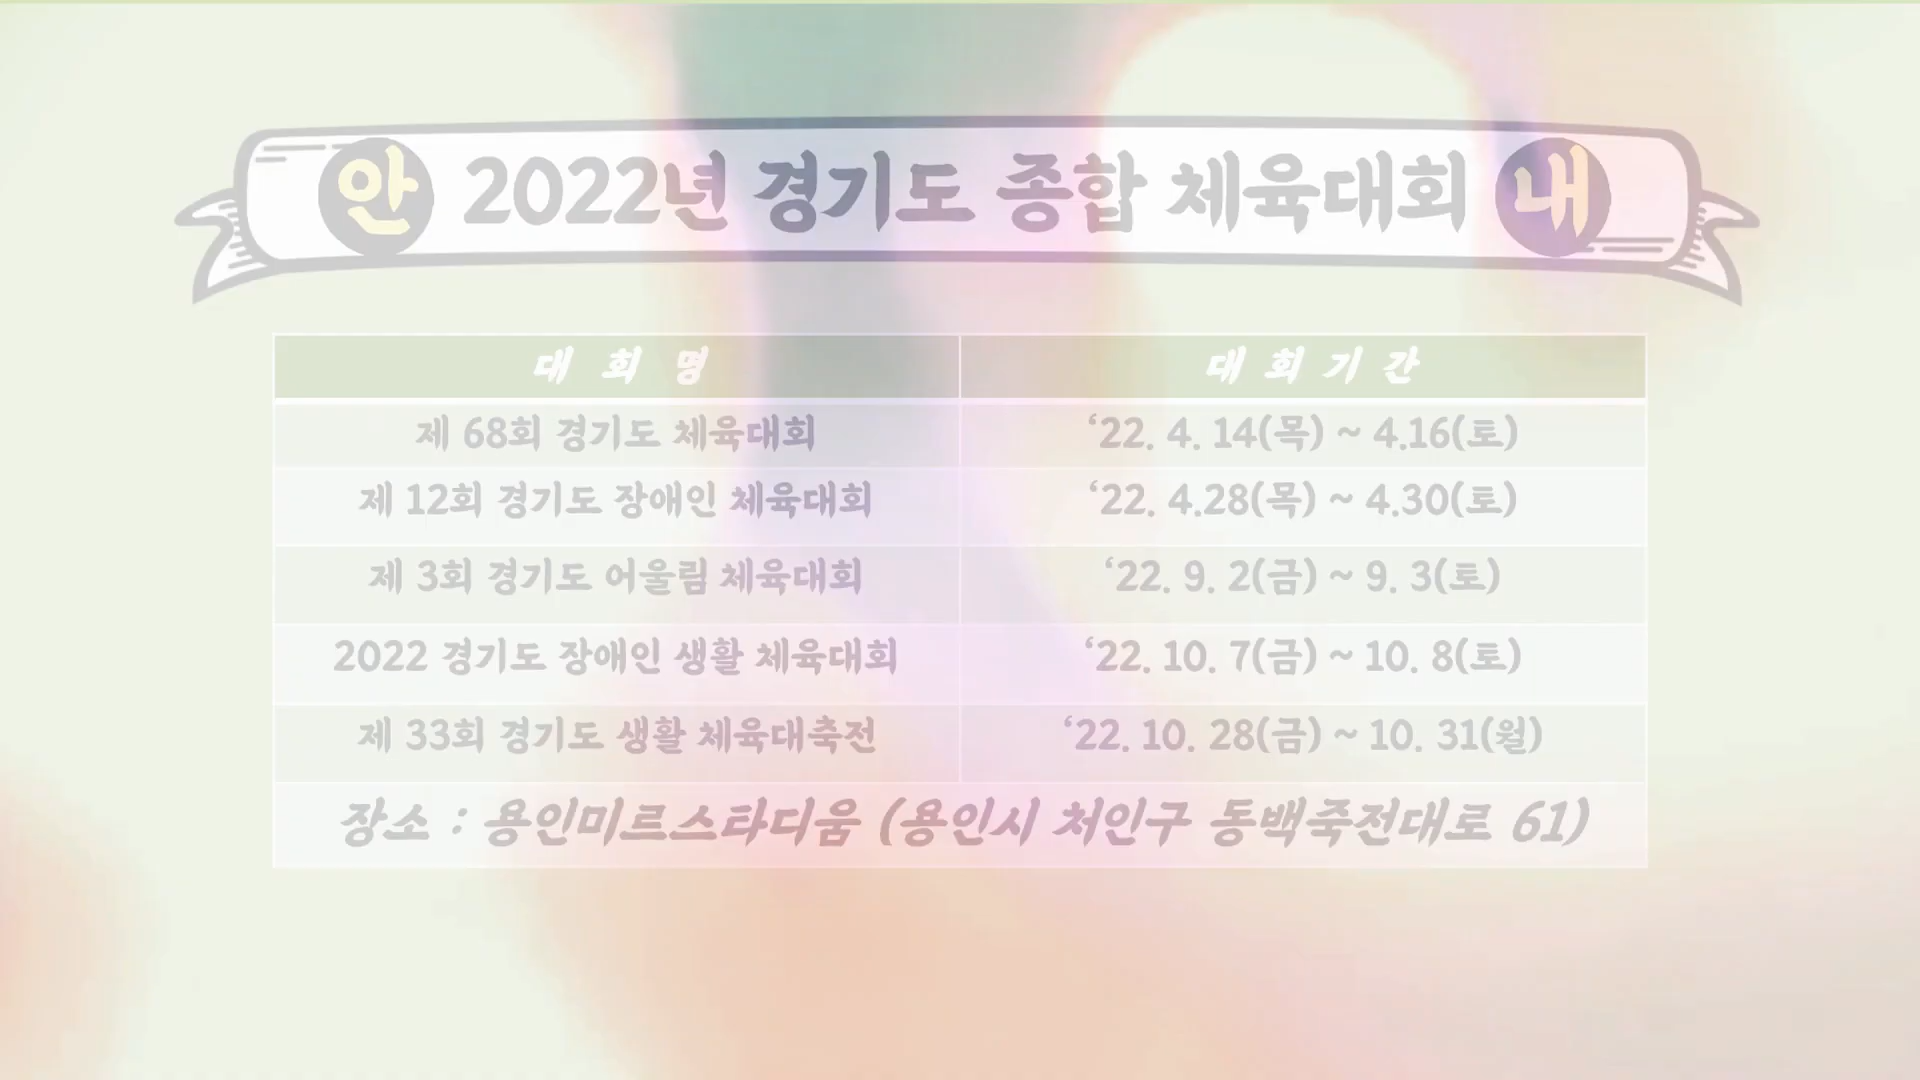 안 2022년 경기도 종합 체육대회 내
대 회 명 대 회 기 간
제 68회 경기도 체육대회 ‘22. 4. 14(목) ~ 4.16(토)
제 12회 경기도 장애인 체육대회 ‘22. 4.28(목) ~ 4.30(토)
제 3회 경기도 어울림 체육대회 ‘22. 9. 2(금) ~ 9. 3(토)
2022 경기도 장애인 생활 체육대회 ‘22. 10. 7(금) ~ 10. 8(토)
제 33회 경기도 생활 체육대축전 ‘22. 10. 28(금) ~ 10. 31(월)
장소 : 용인미르스타디움 (용인시 처인구 동백죽전대로 61)